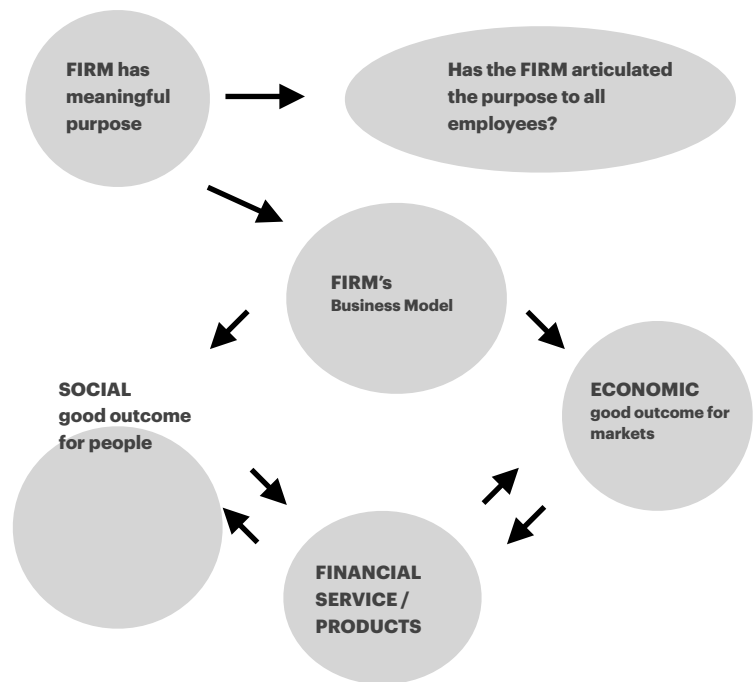 FIRM has
meaningful
purpose
Has the FIRM articulated
the purpose to all
employees?
FIRM’s
Business Model
SOCIAL
good outcome
for people
ECONOMIC
good outcome for
markets
FINANCIAL
SERVICE /
PRODUCTS